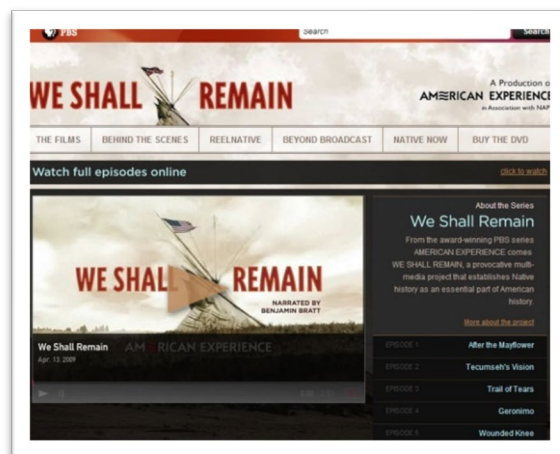 PBS
Search
Search
WE SHALL REMAIN
A Production o
AMERICAN EXPERIENCE
in Association with NAP
THE FILMS
BEHIND THE SCENES
REELNATIVE
BEYOND BROADCAST
NATIVE NOW
BUY THE DVD
Watch full episodes online
click to watch
WE SHALL REMAIN
NARRATED BY
BENJAMIN BRATT
We Shall Remain
AMERICAN EXPERIENCE
Apr. 13. 2009
About the Series
We Shall Remain
From the award-winning PBS series
AMERICAN EXPERIENCE comes
WE SHALL REMAIN, a provocative multi-
media project that establishes Native
history as an essential part of American
history.
More about the project
EPISODE 1 After the Mayflower
EPISODE 2 Tecumseh's Vision
EPISODE 3 Trail of Tears
EPISODE 4 Geronimo
EPISODE 5 Wounded Knee